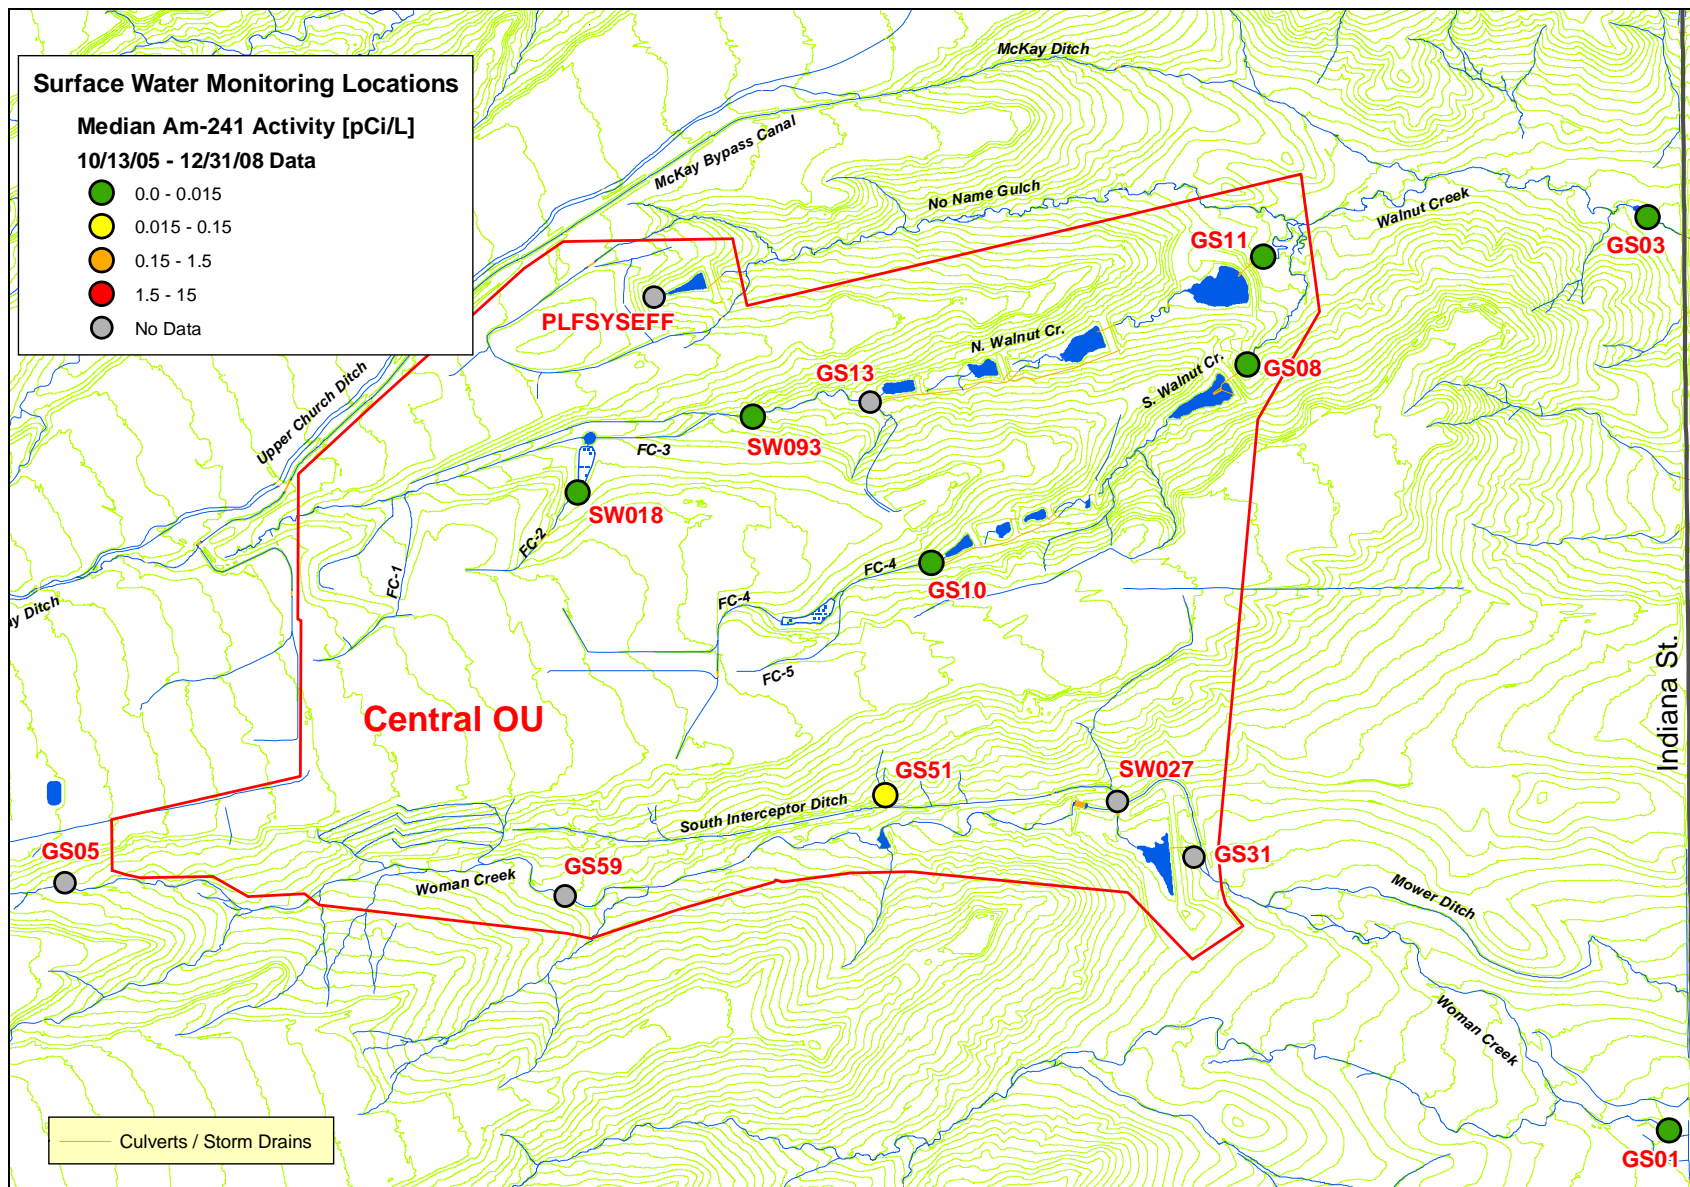 Surface Water Monitoring Locations
Median Am-241 Activity [pCi/L]
10/13/05 - 12/31/08 Data
0.0 - 0.015
0.015 - 0.15
0.15 - 1.5
1.5 - 15
No Data
McKay Ditch
McKay Bypass Canal
No Name Gulch
Walnut Creek
GS03
GS11
PLFSYSEFF
N. Walnut Cr.
GS13
GS08
S. Walnut Cr.
Upper Church Ditch
SW093
FC-3
SW018
FC-2
FC-1
FC-4
GS10
FC-4
ay Ditch
FC-5
Indiana St.
Central OU
GS51
SW027
South Interceptor Ditch
GS05
GS59
GS31
Woman Creek
Mower Ditch
Woman Creek
Culverts / Storm Drains
GS01